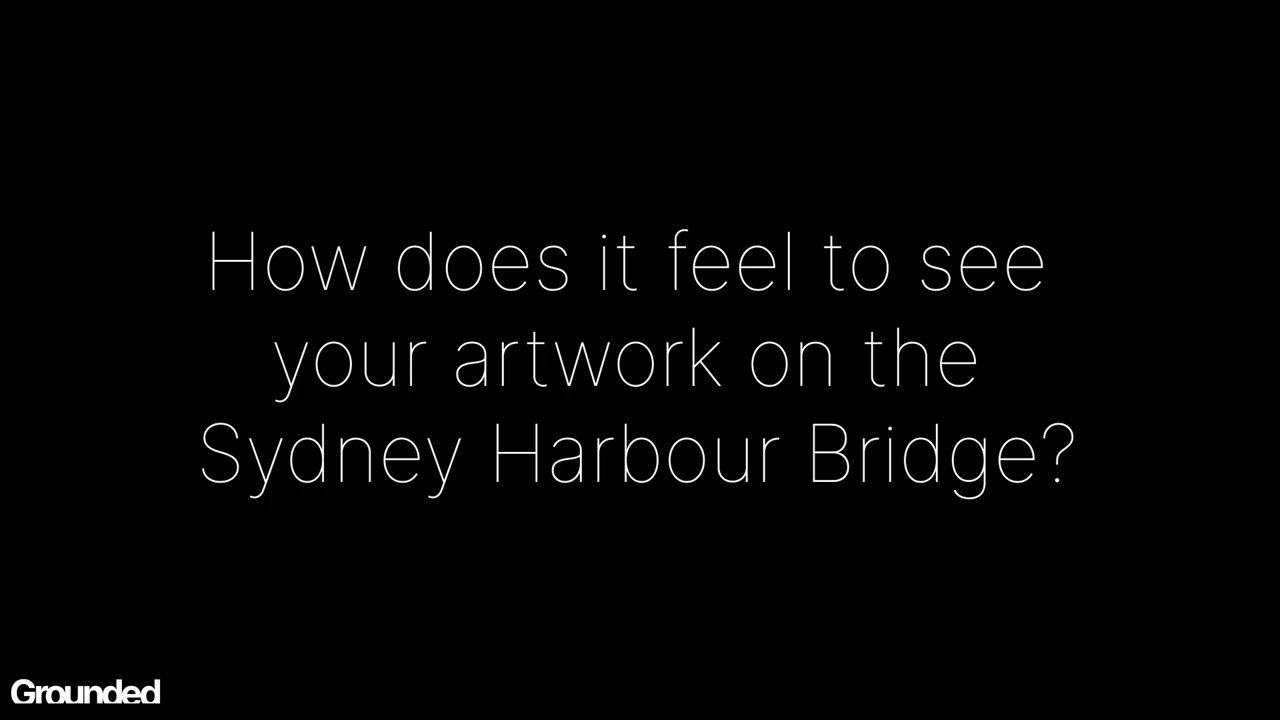 How does it feel to see
your artwork on the
Sydney Harbour Bridge?
Grounded